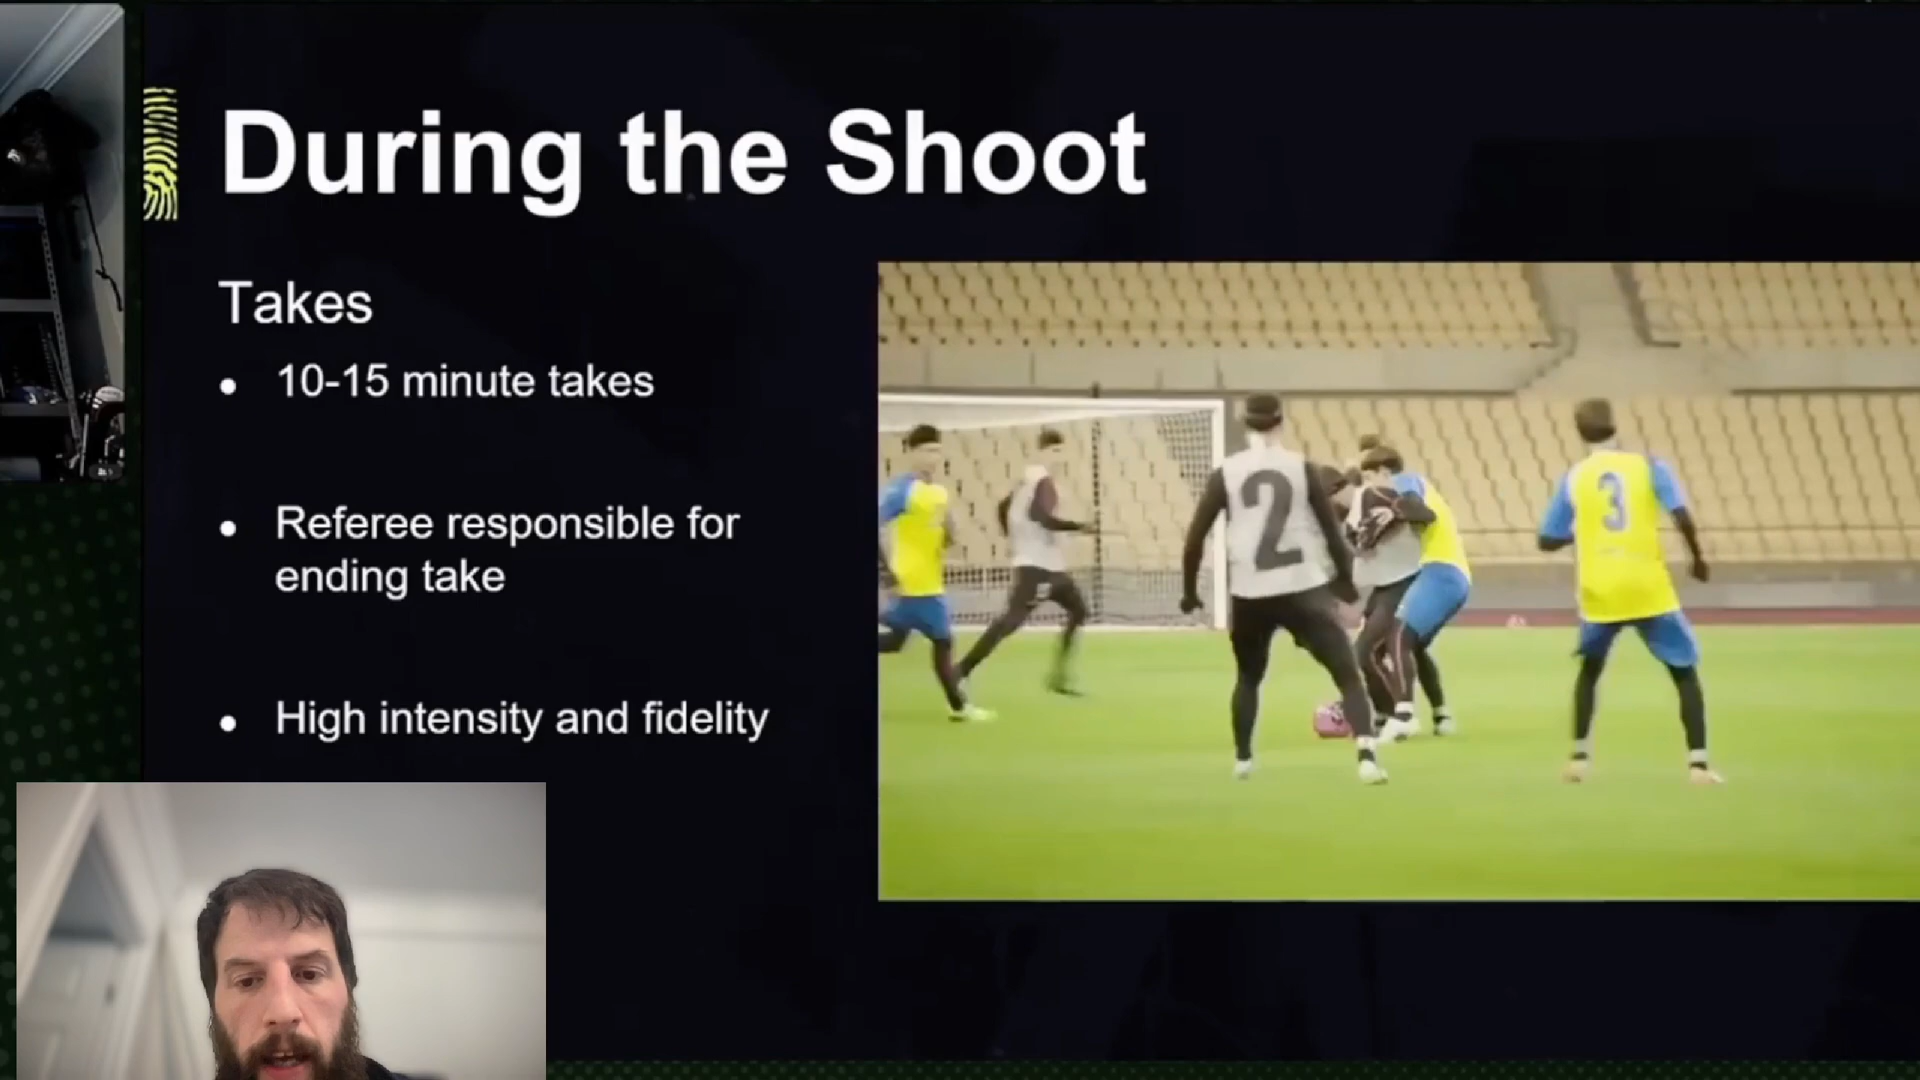 During the Shoot
Takes
• 10-15 minute takes
• Referee responsible for
ending take
• High intensity and fidelity
2
3